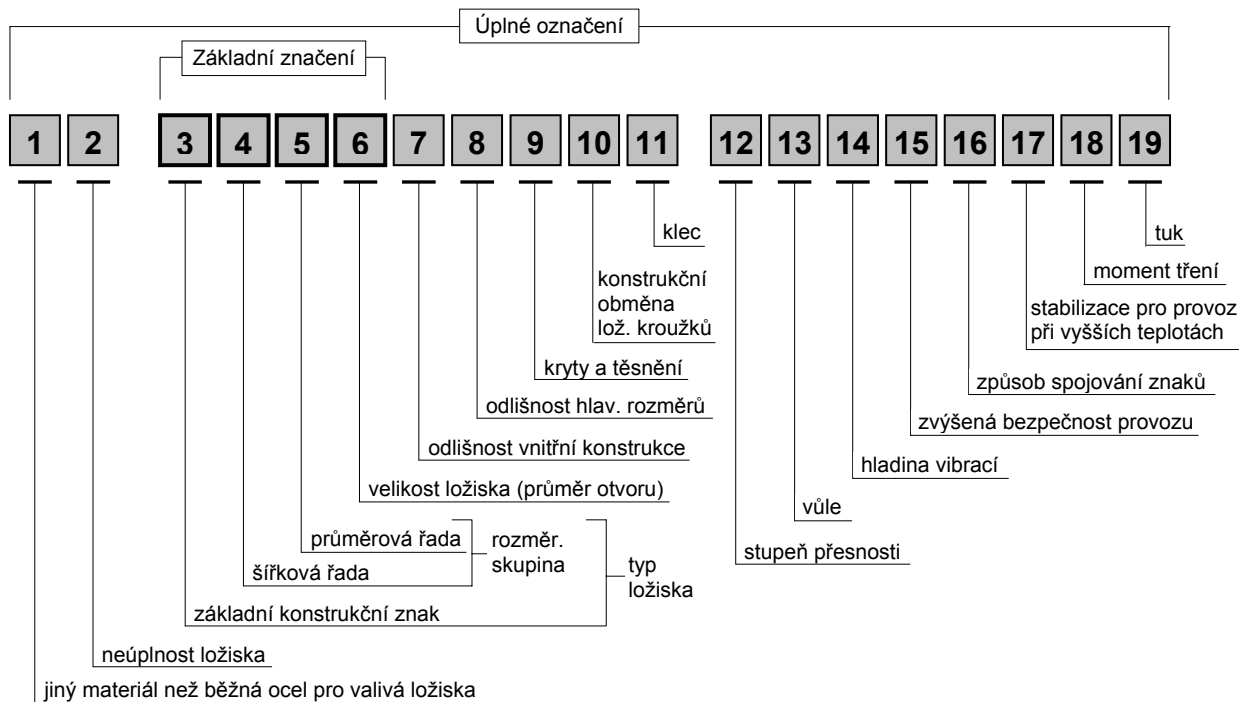 Úplné označení
Základní značení
1 2 3 4 5 6 7 8 9 10 11 12 13 14 15 16 17 18 19
klec
tuk
moment tření
konstrukční
obměna
lož. kroužků
stabilizace pro provoz
při vyšších teplotách
kryty a těsnění
způsob spojování znaků
odlišnost hlav. rozměrů
zvýšená bezpečnost provozu
odlišnost vnitřní konstrukce
hladina vibrací
velikost ložiska (průměr otvoru)
vůle
průměrová řada
rozměr.
skupina
stupeň přesnosti
šířková řada
typ
ložiska
základní konstrukční znak
neúplnost ložiska
jiný materiál než běžná ocel pro valivá ložiska